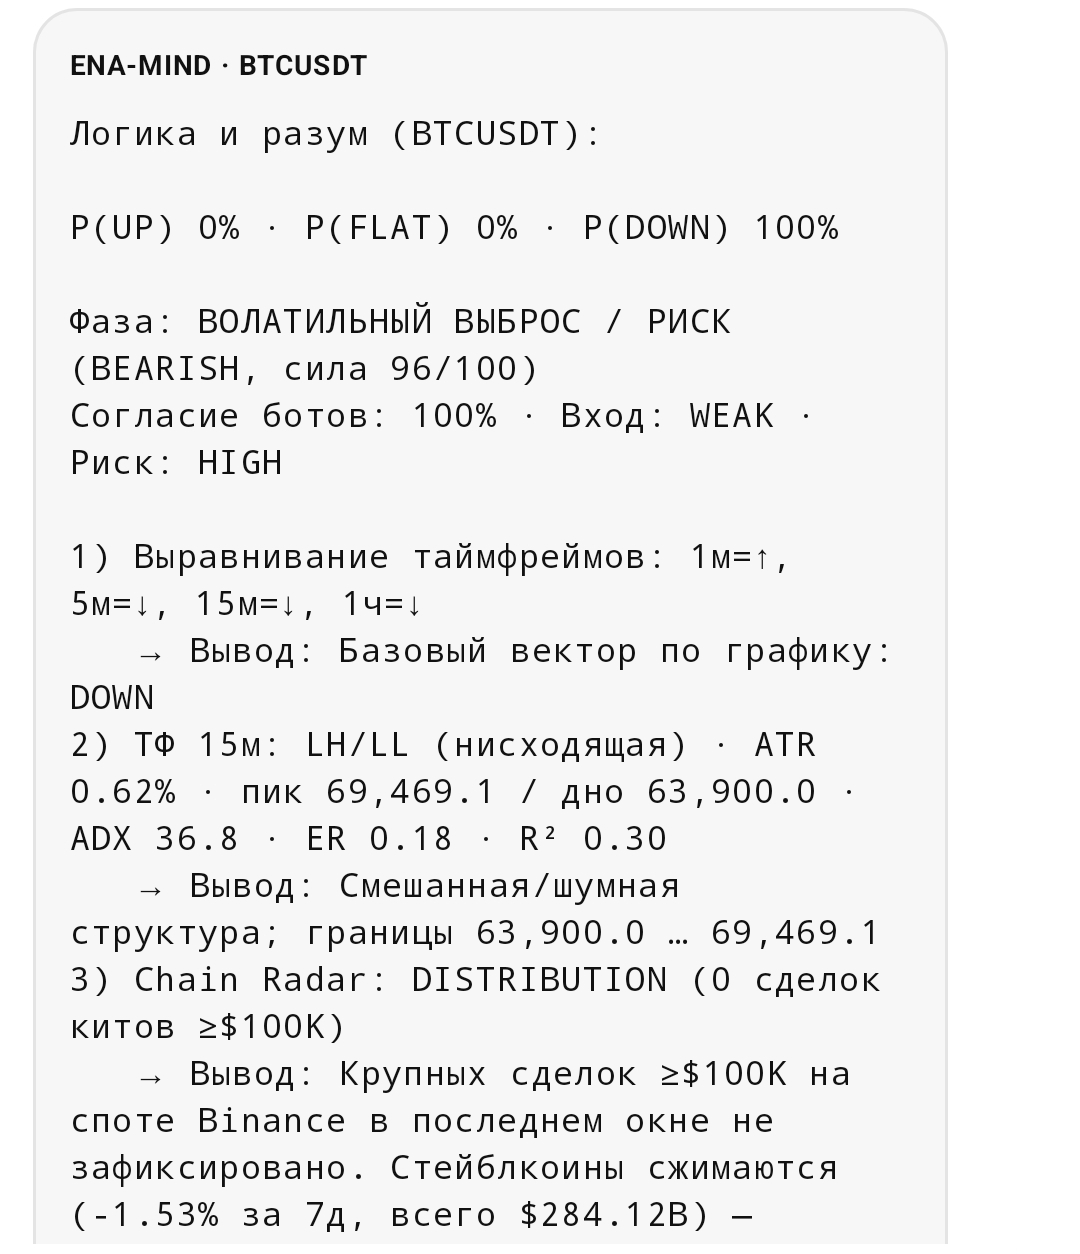 ENA-MIND · BTCUSDT
Логика и разум (BTCUSDT):
P(UP) 0% · P(FLAT) 0% · P(DOWN) 100%
Фаза: ВОЛАТИЛЬНЫЙ ВЫБРОС / РИСК
(BEARISH, сила 96/100)
Согласие ботов: 100% · Вход: WEAK ·
Риск: HIGH
1) Выравнивание таймфреймов: 1м=↑,
5м=↓, 15м=↓, 1ч=↓
→ Вывод: Базовый вектор по графику:
DOWN
2) ТФ 15м: LH/LL (нисходящая) · ATR
0.62% · пик 69,469.1 / дно 63,900.0 ·
ADX 36.8 · ER 0.18 · R² 0.30
→ Вывод: Смешанная/шумная
структура; границы 63,900.0 … 69,469.1
3) Chain Radar: DISTRIBUTION (0 сделок
китов ≥$100K)
→ Вывод: Крупных сделок ≥$100K на
споте Binance в последнем окне не
зафиксировано. Стейблкоины сжимаются
(-1.53% за 7д, всего $284.12B) —